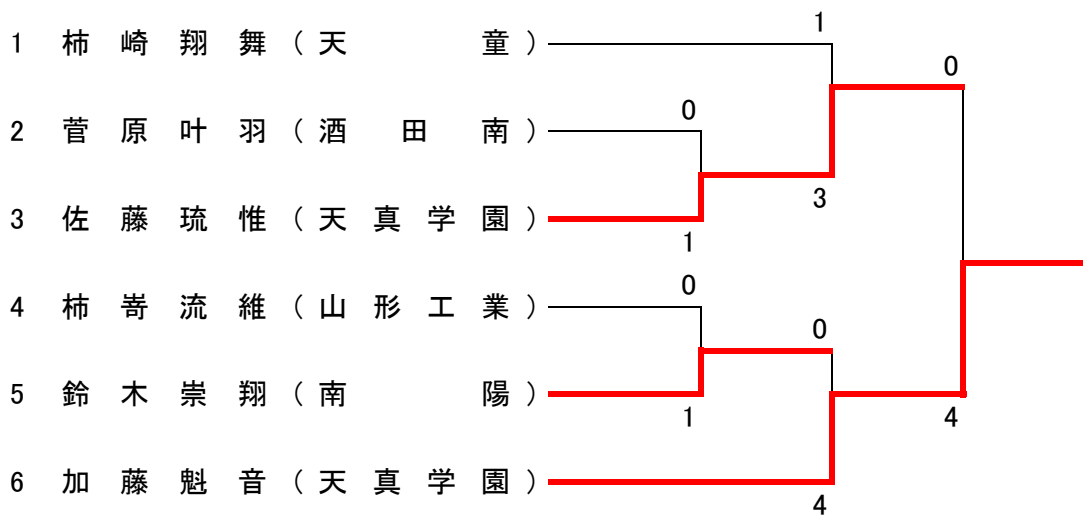 1
1 柿 崎 翔 舞 ( 天 童 )
0
0
2 菅 原 叶 羽 ( 酒 田 南 )
3
3 佐 藤 琉 惟 ( 天 真 学 園 )
1
0
4 柿 嵜 流 維 ( 山 形 工 業 )
0
5 鈴 木 崇 翔 ( 南 陽 )
1
4
6 加 藤 魁 音 ( 天 真 学 園 )
4